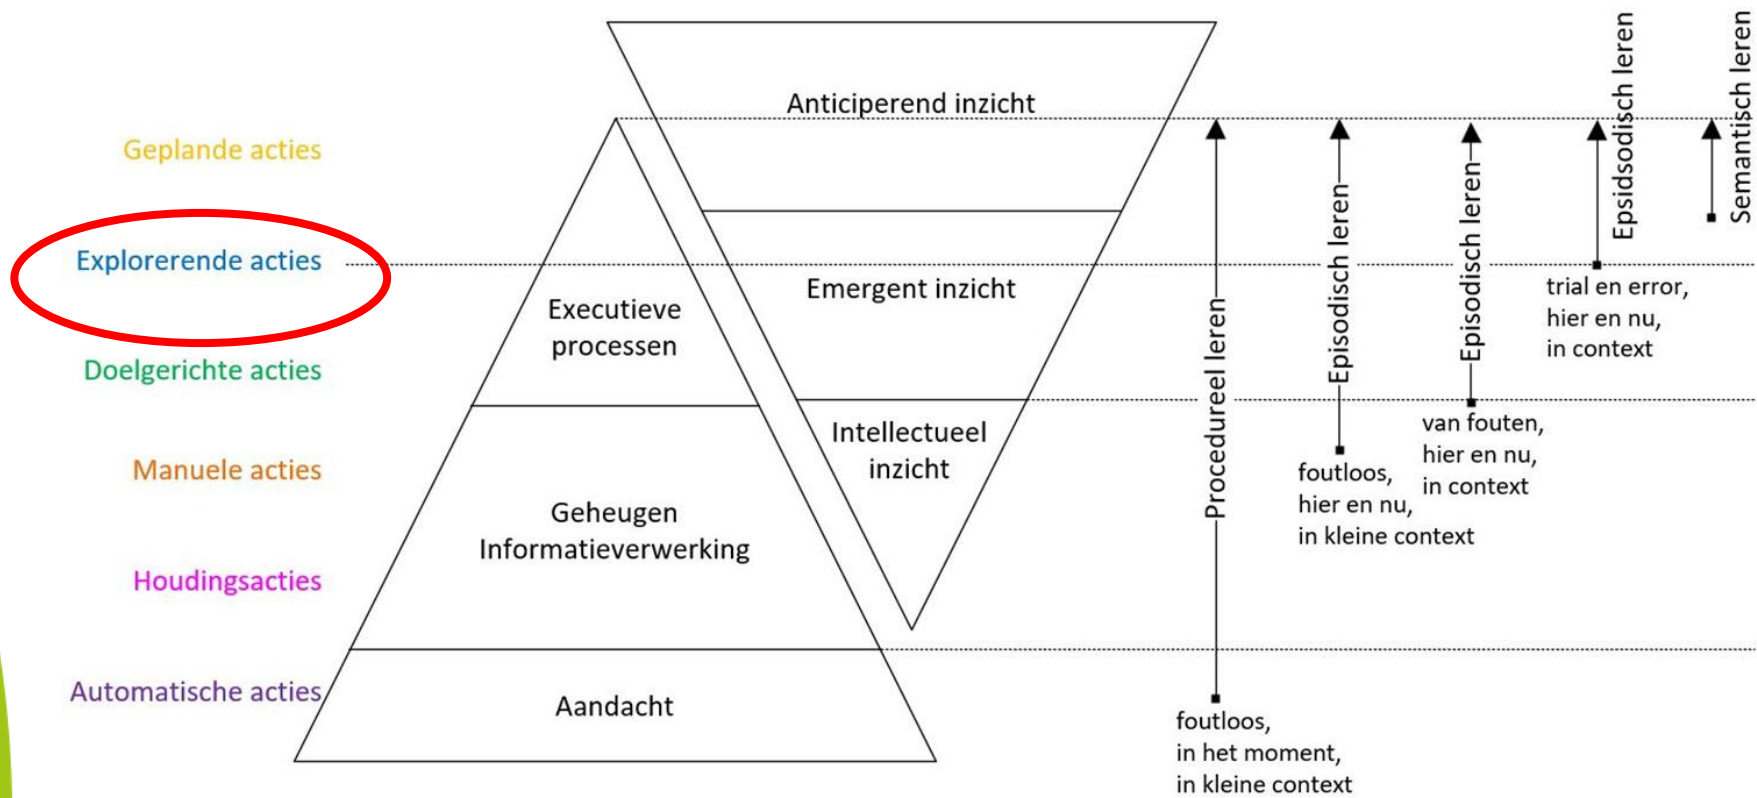 Geplande acties
Explorerende acties
Doelgerichte acties
Manuele acties
Houdingsacties
Automatische acties
Executieve
processen
Geheugen
Informatieverwerking
Aandacht
Anticiperend inzicht
Emergent inzicht
Intellectueel
inzicht
Procedureel leren
foutloos,
in het moment,
in kleine context
Episodisch leren
foutloos,
hier en nu,
in kleine context
Episodisch leren
van fouten,
hier en nu,
in context
Epsidsodisch leren
trial en error,
hier en nu,
in context
Semantisch leren